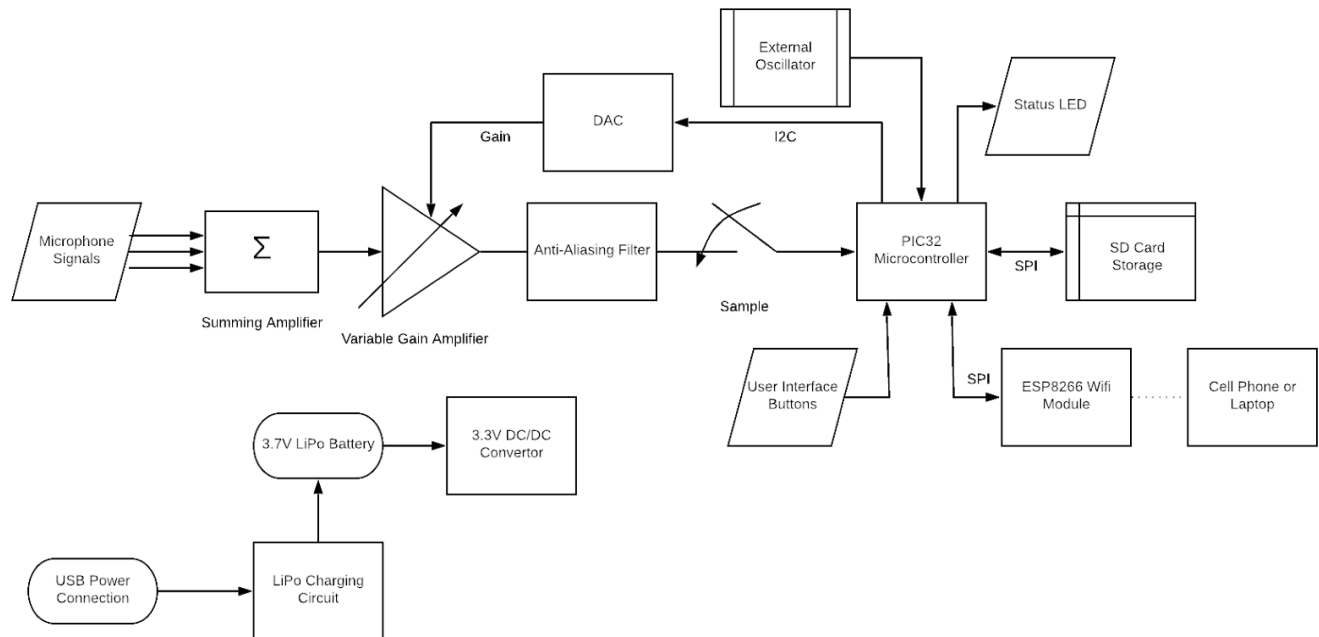 External
Oscillator
Status LED
DAC
Gain
I2C
Microphone
Signals
Σ
Anti-Aliasing Filter
PIC32
Microcontroller
SPI
SD Card
Storage
Summing Amplifier
Variable Gain Amplifier
Sample
User Interface
Buttons
SPI
ESP8266 Wifi
Module
Cell Phone or
Laptop
3.7V LiPo Battery
3.3V DC/DC
Convertor
USB Power
Connection
LiPo Charging
Circuit